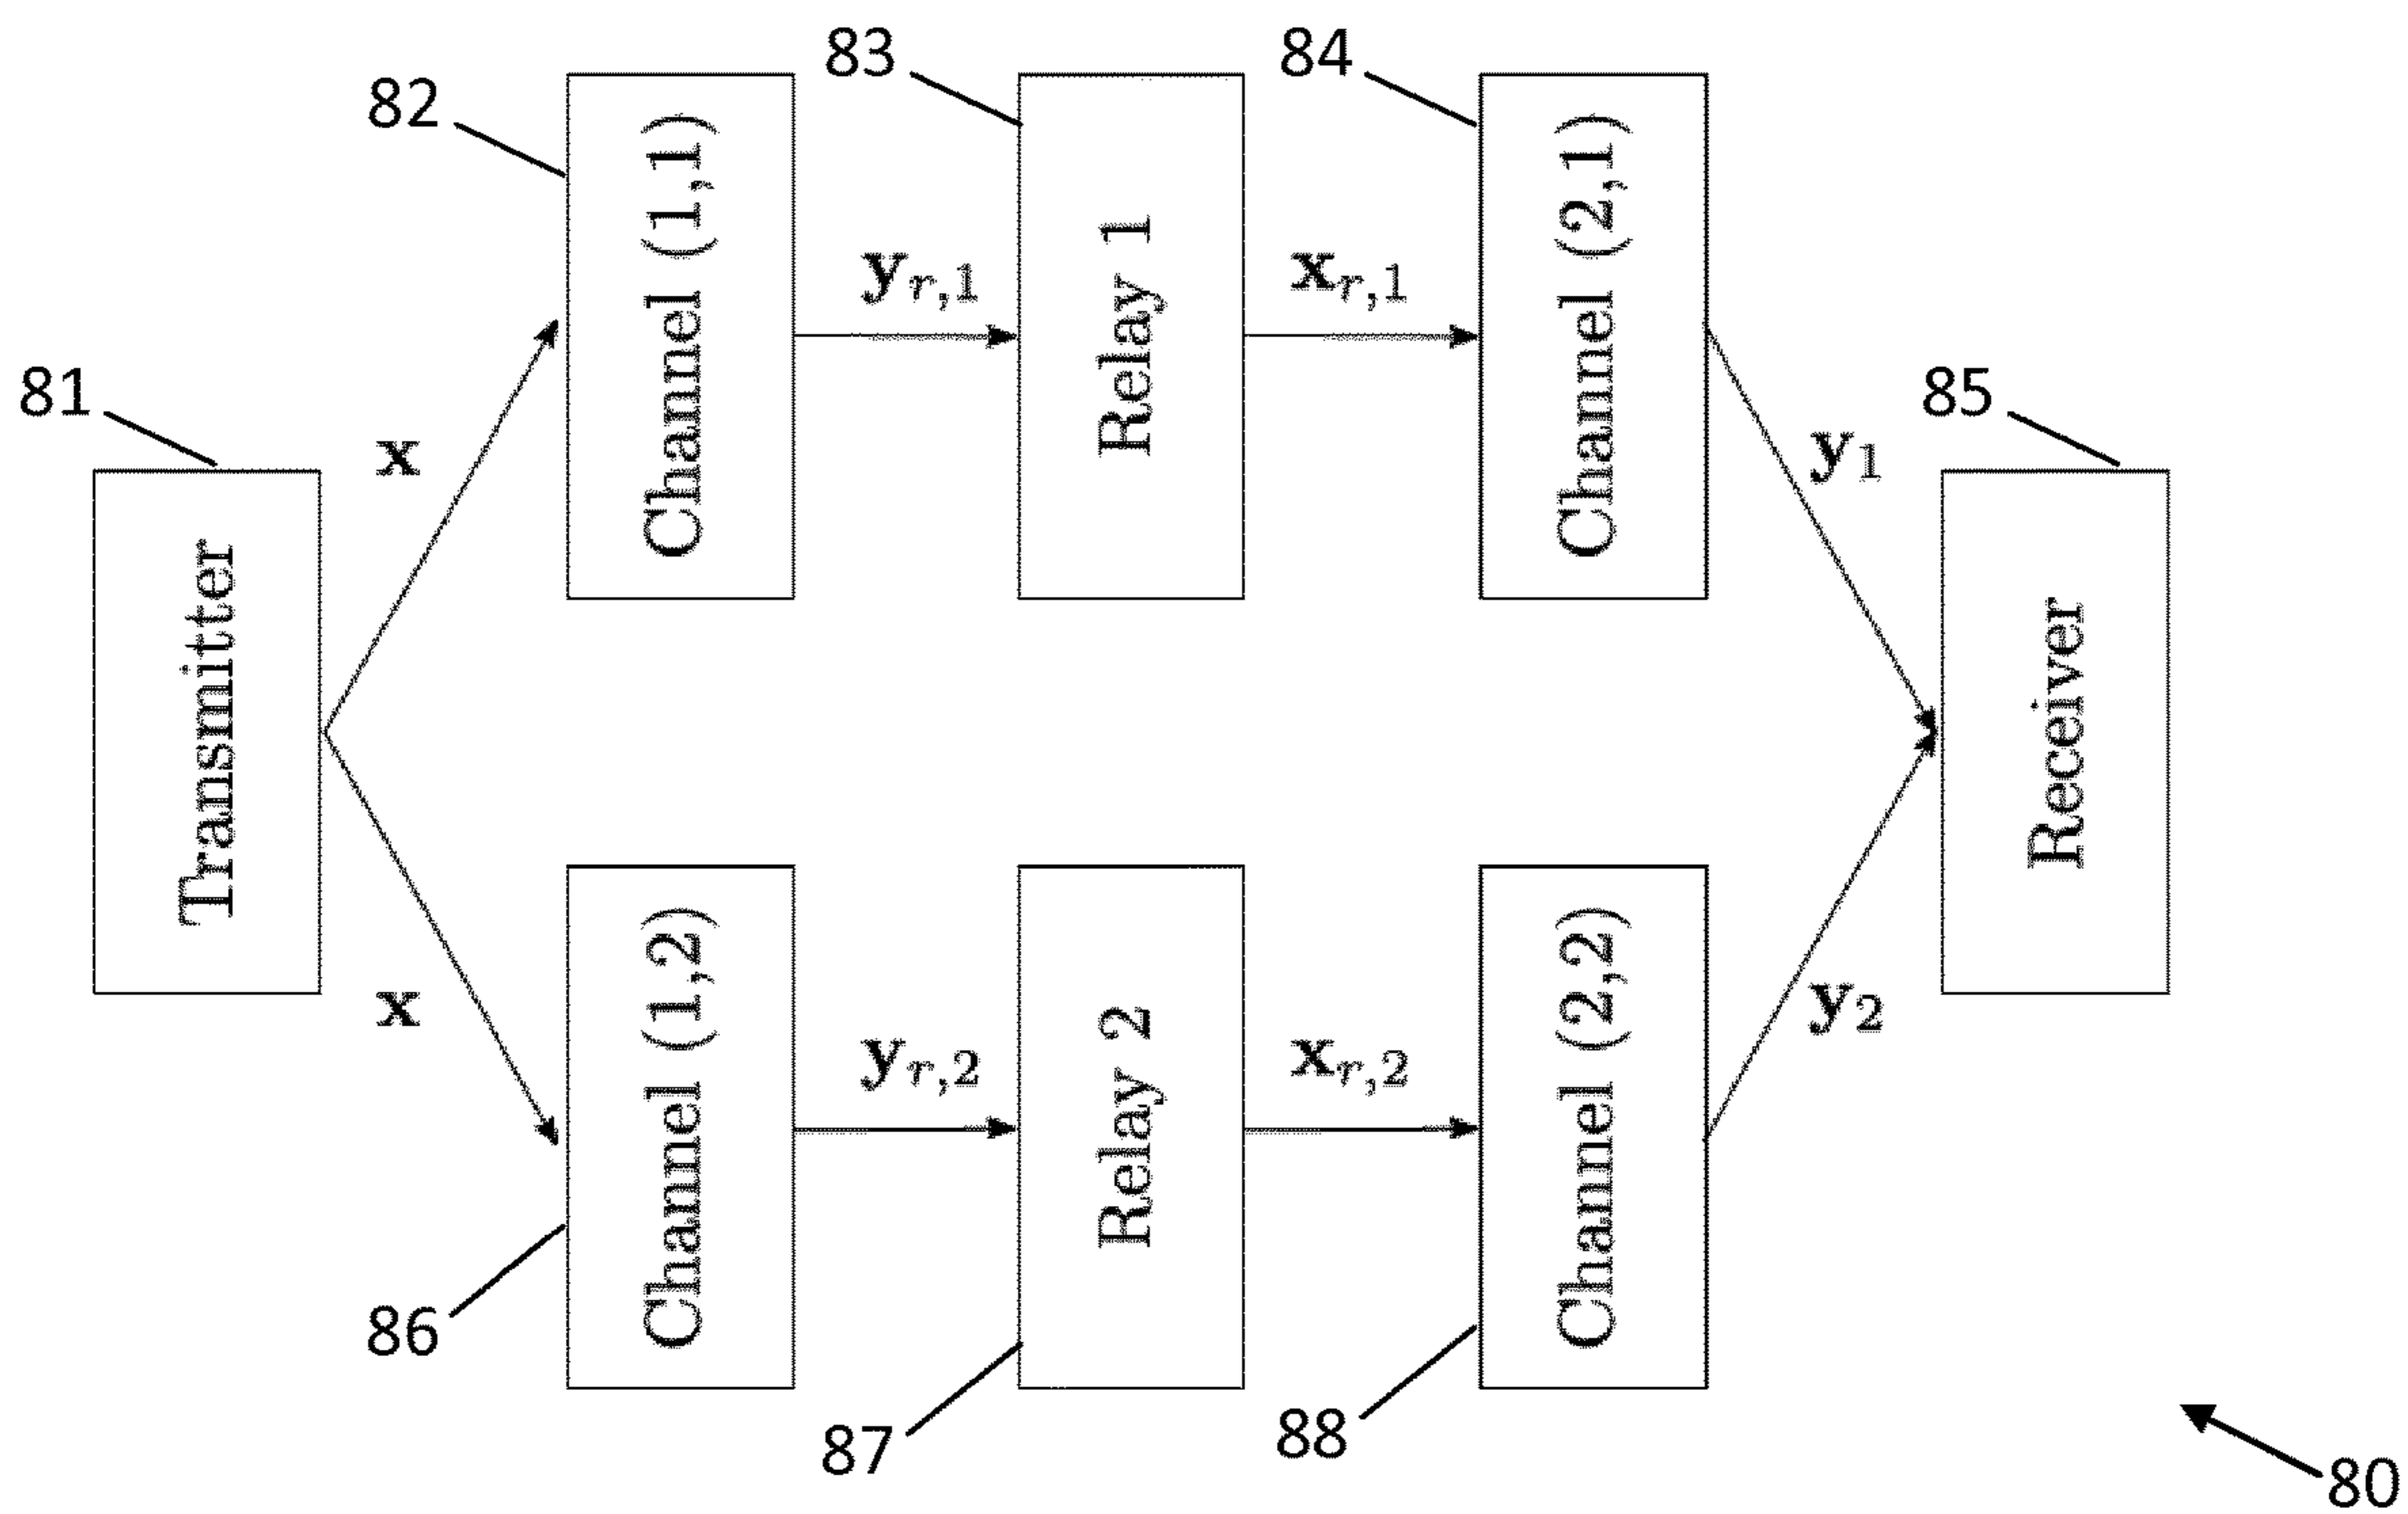 83
84
82
Channel (1,1)
Relay 1
Channel (2,1)
y_{r,1}
x_{r,1}
81
85
x
y_1
Transmitter
Receiver
x
y_2
Channel (1,2)
Relay 2
Channel (2,2)
y_{r,2}
x_{r,2}
86
87
88
80